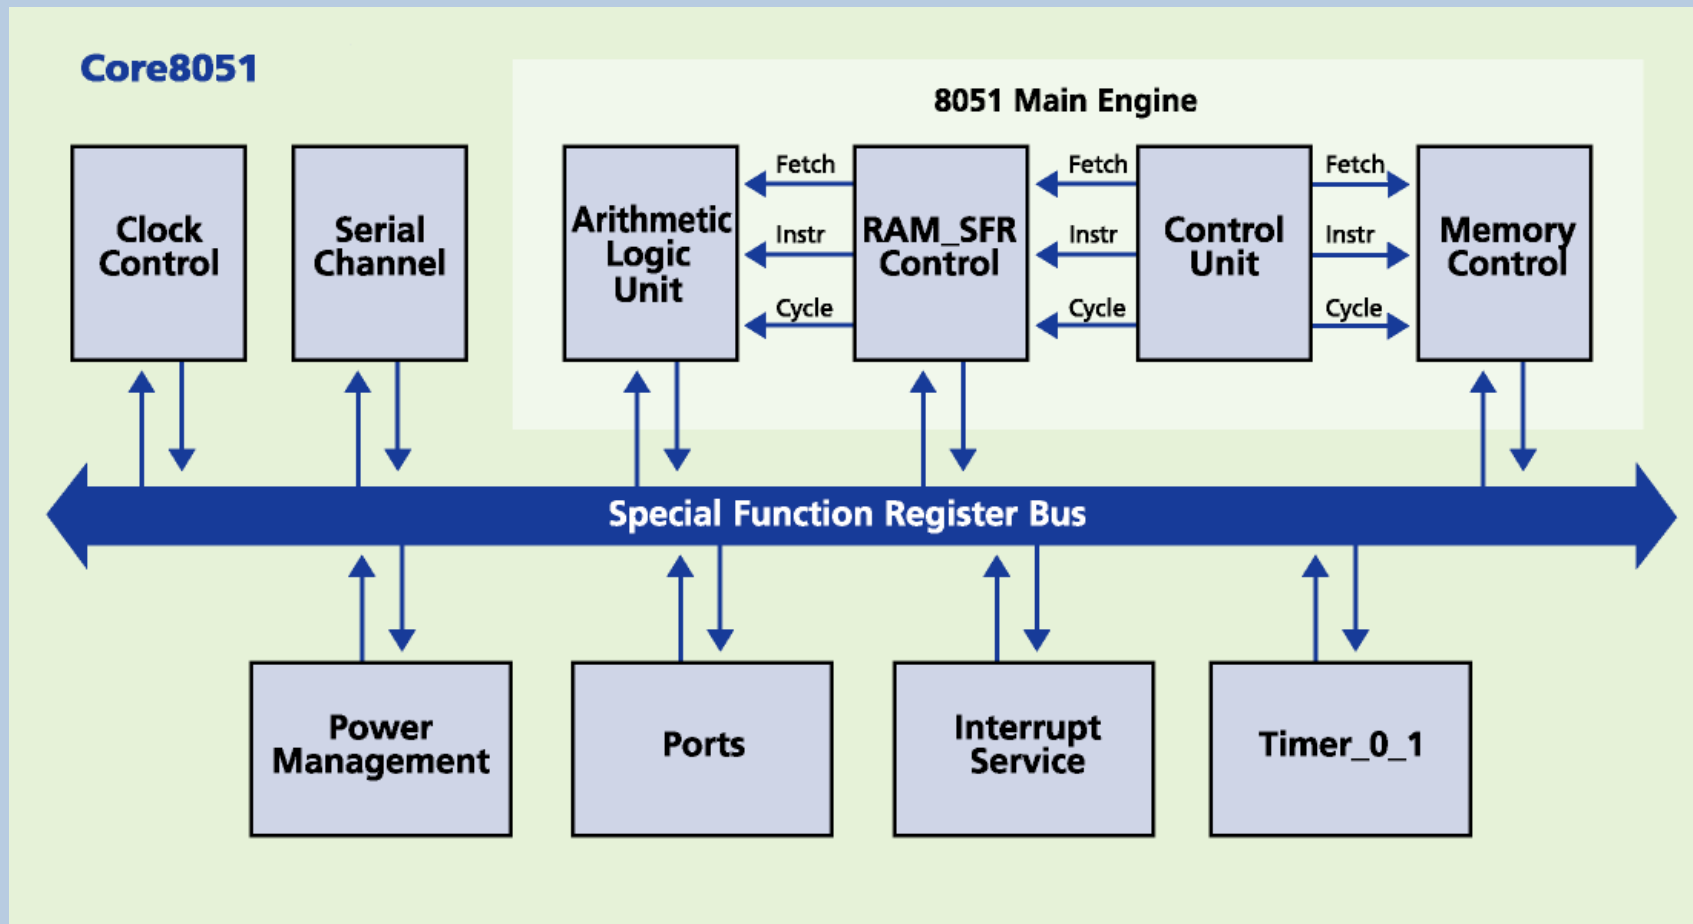 Core8051
8051 Main Engine
Clock
Control
Serial
Channel
Arithmetic
Logic
Unit
Fetch
Instr
Cycle
RAM_SFR
Control
Fetch
Instr
Cycle
Control
Unit
Fetch
Instr
Cycle
Memory
Control
Special Function Register Bus
Power
Management
Ports
Interrupt
Service
Timer_0_1